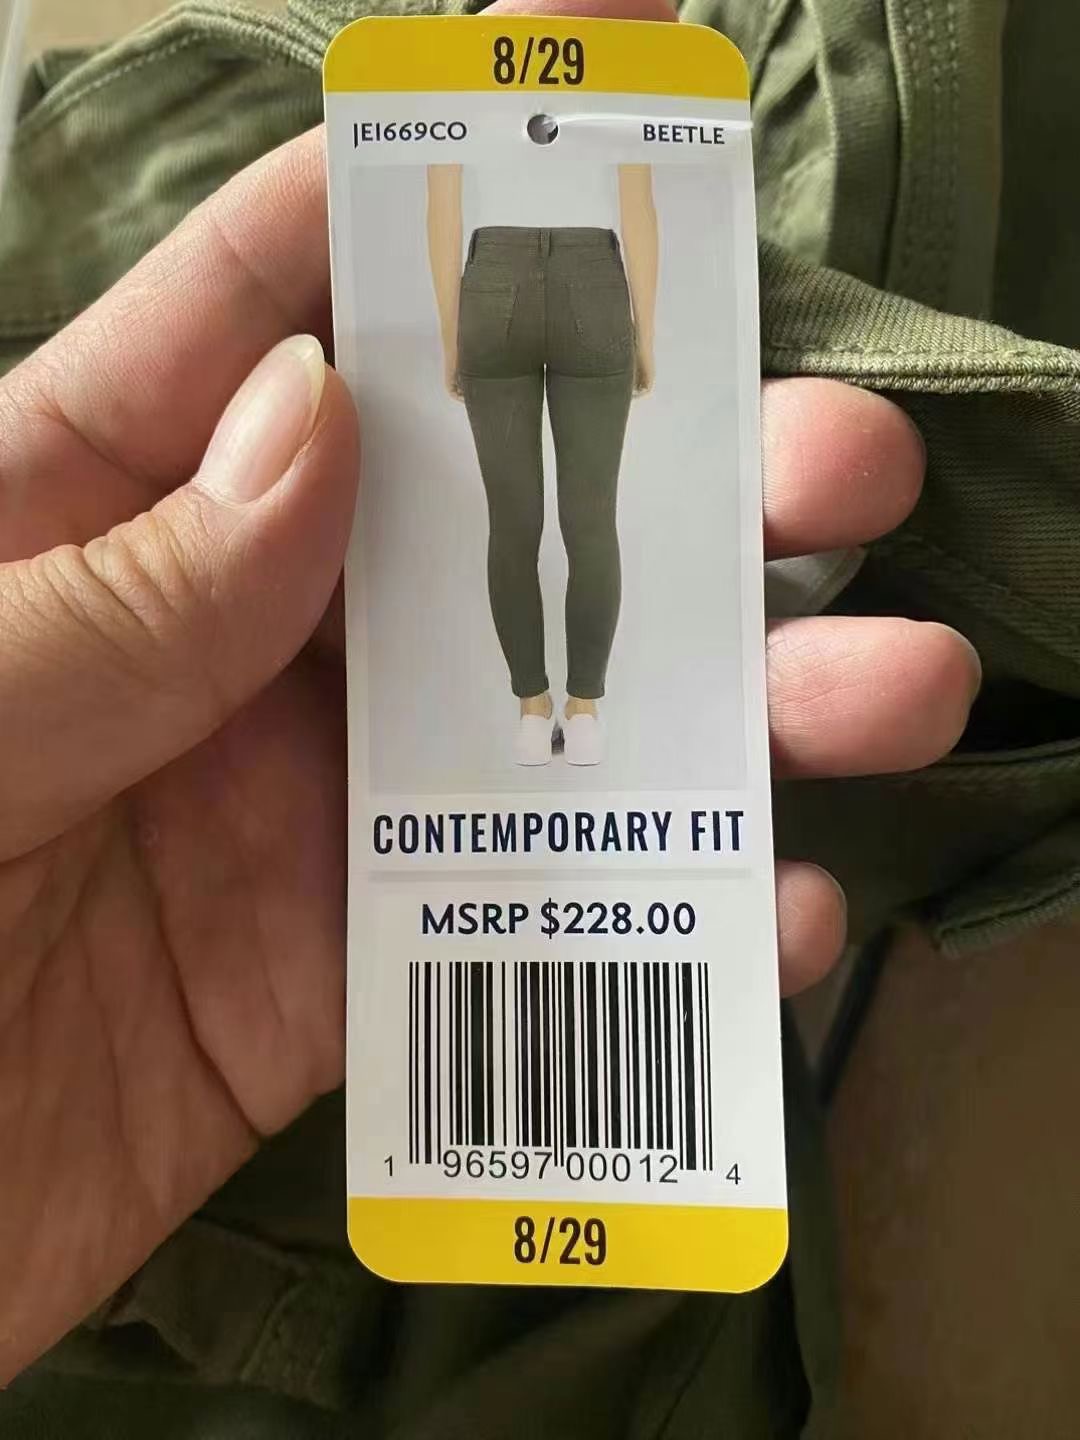 8/29
JEI669CO BEETLE
CONTEMPORARY FIT
MSRP $228.00
1 96597 00012 4
8/29